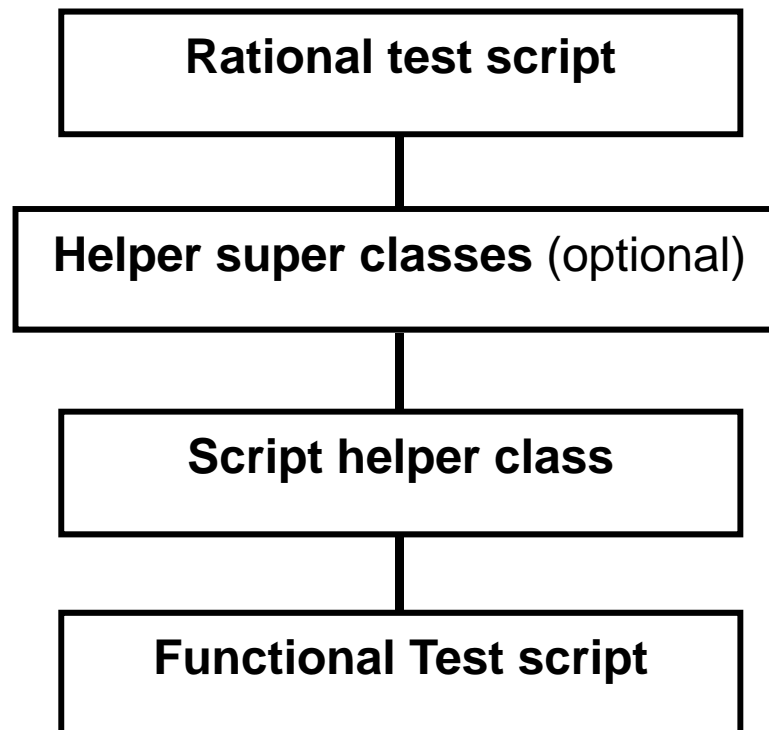 Rational test script
Helper super classes (optional)
Script helper class
Functional Test script